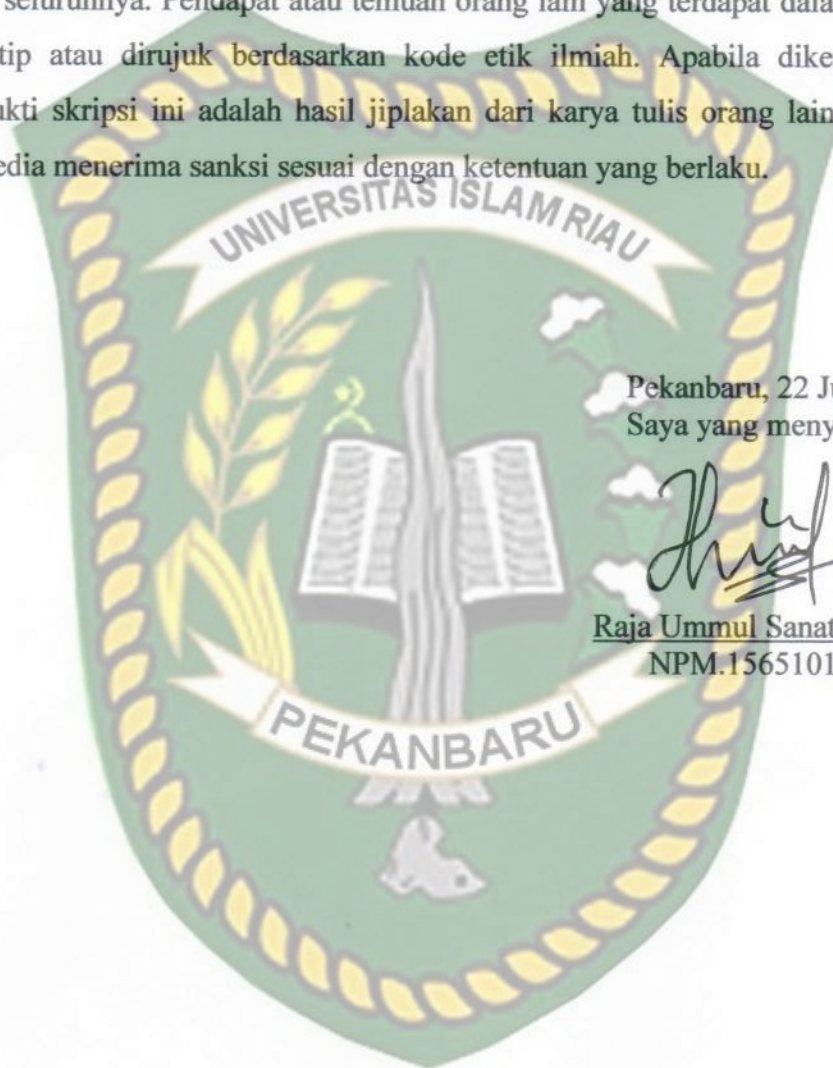 seluruhnya. Pendapat atau temuan orang lain yang terdapat dala
tip atau dirujuk berdasarkan kode etik ilmiah. Apabila dike
ukti skripsi ini adalah hasil jiplakan dari karya tulis orang lain
edia menerima sanksi sesuai dengan ketentuan yang berlaku.
UNIVERSITAS ISLAM RIAU
Pekanbaru, 22 Ju
Saya yang meny
Raja Ummul Sanat
NPM.1565101
PEKANBARU